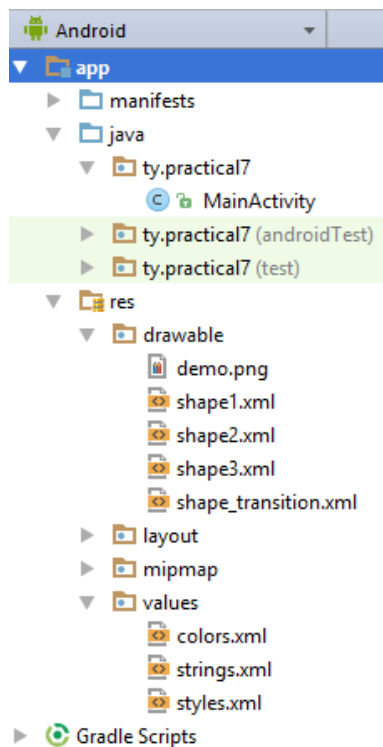 Android
app
manifests
java
ty.practical7
C MainActivity
ty.practical7 (androidTest)
ty.practical7 (test)
res
drawable
demo.png
shape1.xml
shape2.xml
shape3.xml
shape_transition.xml
layout
mipmap
values
colors.xml
strings.xml
styles.xml
Gradle Scripts